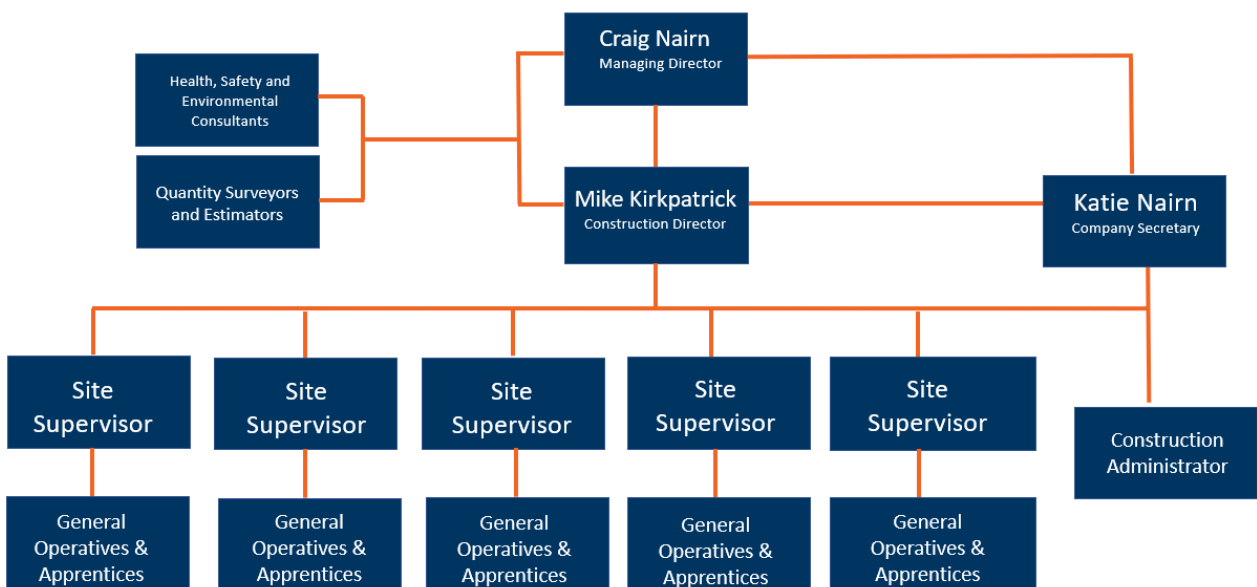 Craig Nairn
Managing Director
Health, Safety and
Environmental
Consultants
Quantity Surveyors
and Estimators
Mike Kirkpatrick
Construction Director
Katie Nairn
Company Secretary
Site
Supervisor
Site
Supervisor
Site
Supervisor
Site
Supervisor
Site
Supervisor
Construction
Administrator
General
Operatives &
Apprentices
General
Operatives &
Apprentices
General
Operatives &
Apprentices
General
Operatives &
Apprentices
General
Operatives &
Apprentices